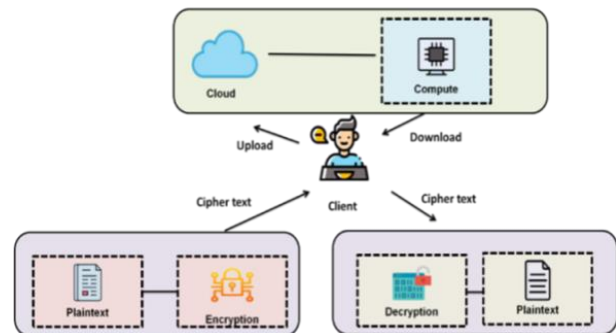 Cloud
Compute
Upload
Download
Cipher text
Client
Cipher text
Plaintext
Encryption
Decryption
Plaintext